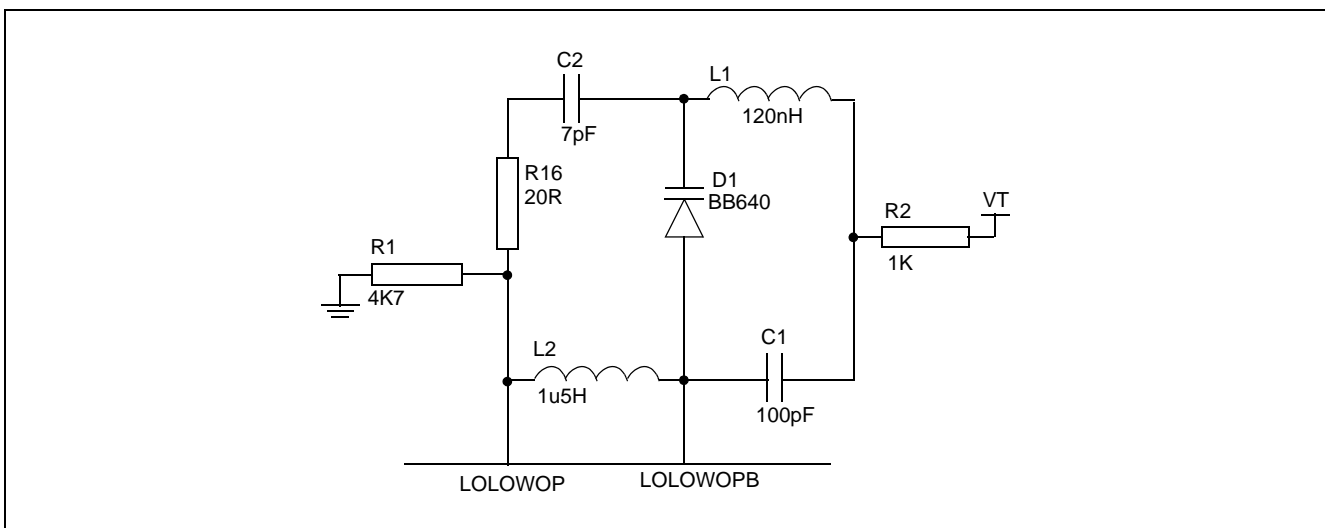 C2
7pF
L1
120nH
R16
20R
D1
BB640
VT
R2
1K
R1
4K7
L2
1u5H
C1
100pF
LOLOWOP
LOLOWOPB